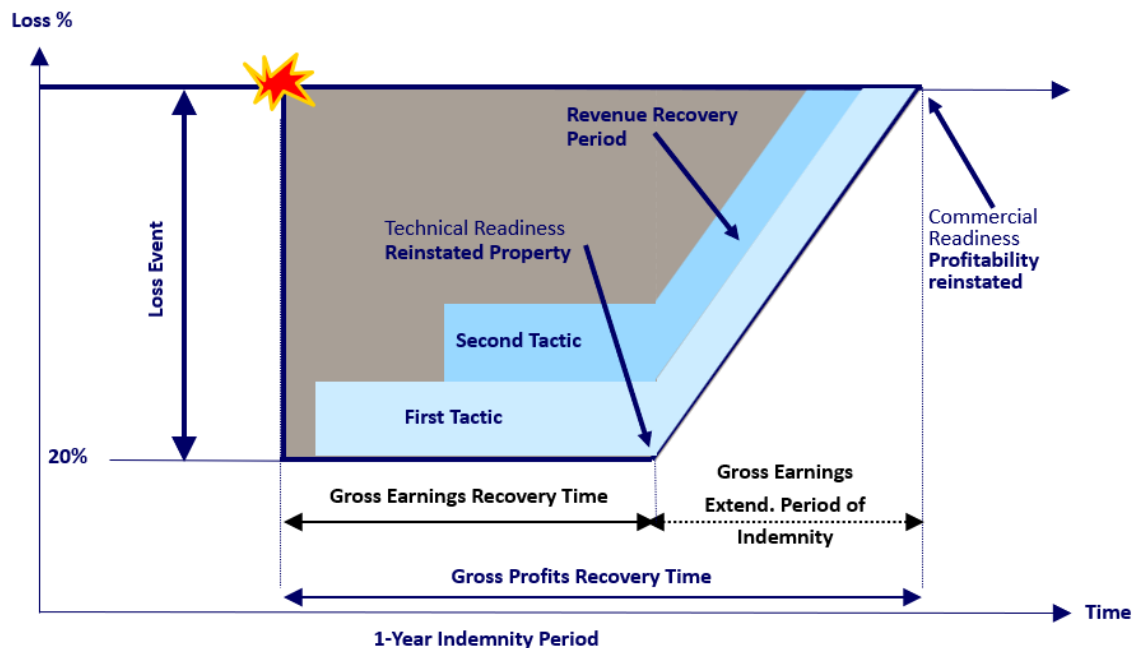 Loss %
Revenue Recovery
Period
Technical Readiness
Reinstated Property
Commercial
Readiness
Profitability
reinstated
Loss Event
Second Tactic
First Tactic
20%
Gross Earnings Recovery Time
Gross Earnings
Extend. Period of
Indemnity
Gross Profits Recovery Time
Time
1-Year Indemnity Period